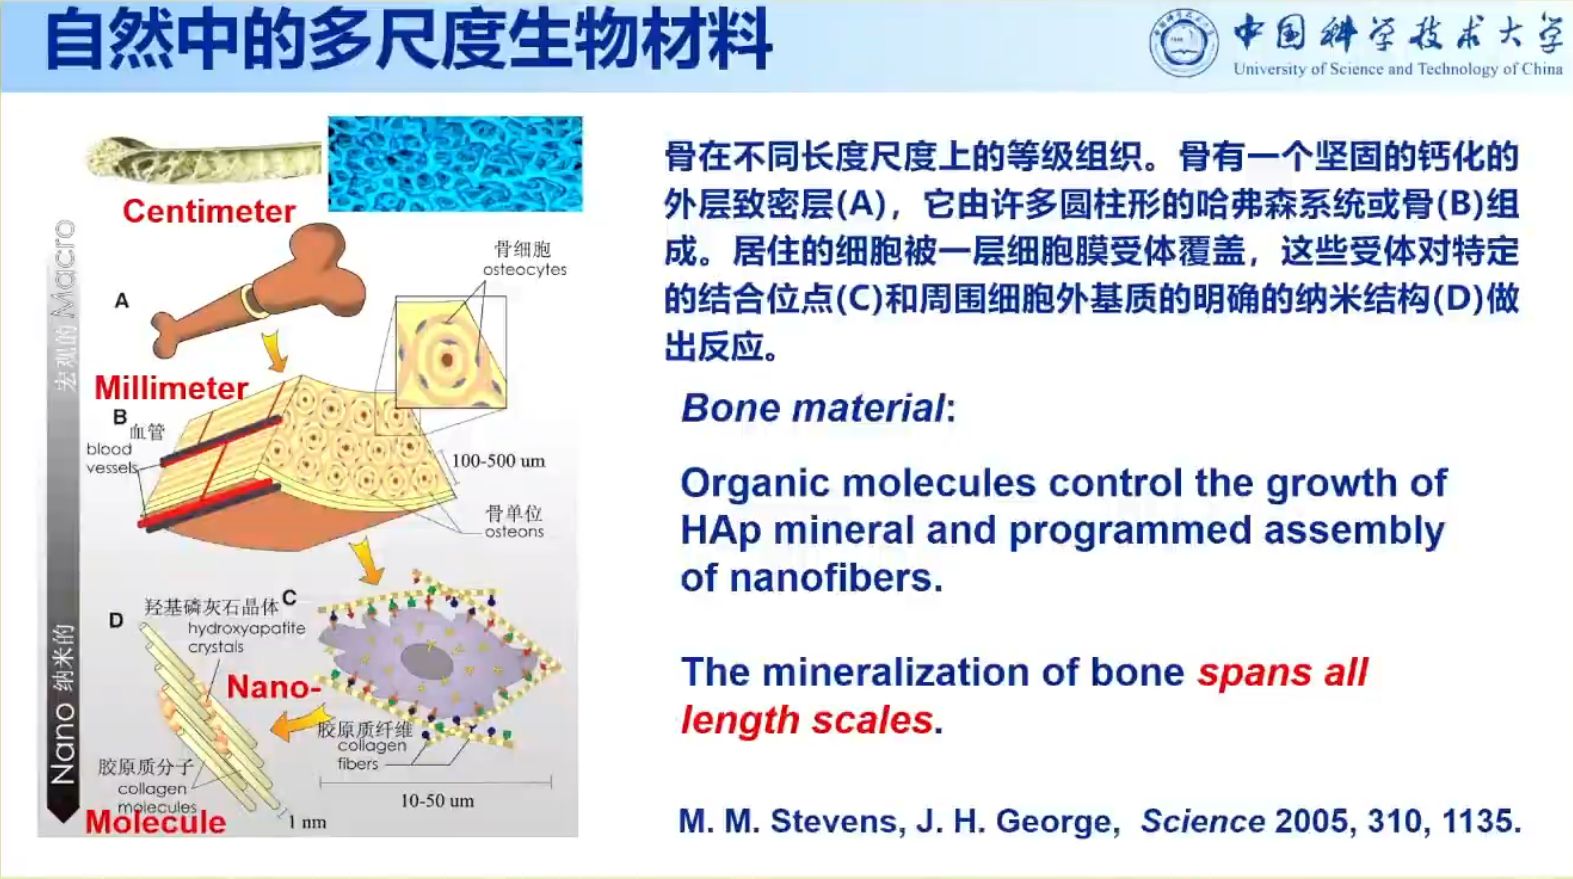 自然中的多尺度生物材料
中国科学技术大学
University of Science and Technology of China
Centimeter
宏观的 Macro
骨细胞
osteocytes
A
Millimeter
B
血管
blood
vessels
100-500 um
骨单位
osteons
C
D
羟基磷灰石晶体
hydroxyapatite
crystals
Nano-
胶原质纤维
collagen
fibers
胶原质分子
collagen
molecules
Molecule
1 nm
10-50 um
Nano 纳米的
骨在不同长度尺度上的等级组织。骨有一个坚固的钙化的
外层致密层(A)，它由许多圆柱形的哈弗森系统或骨(B)组
成。居住的细胞被一层细胞膜受体覆盖，这些受体对特定
的结合位点(C)和周围细胞外基质的明确的纳米结构(D)做
出反应。
Bone material:
Organic molecules control the growth of
HAp mineral and programmed assembly
of nanofibers.
The mineralization of bone spans all
length scales.
M. M. Stevens, J. H. George, Science 2005, 310, 1135.